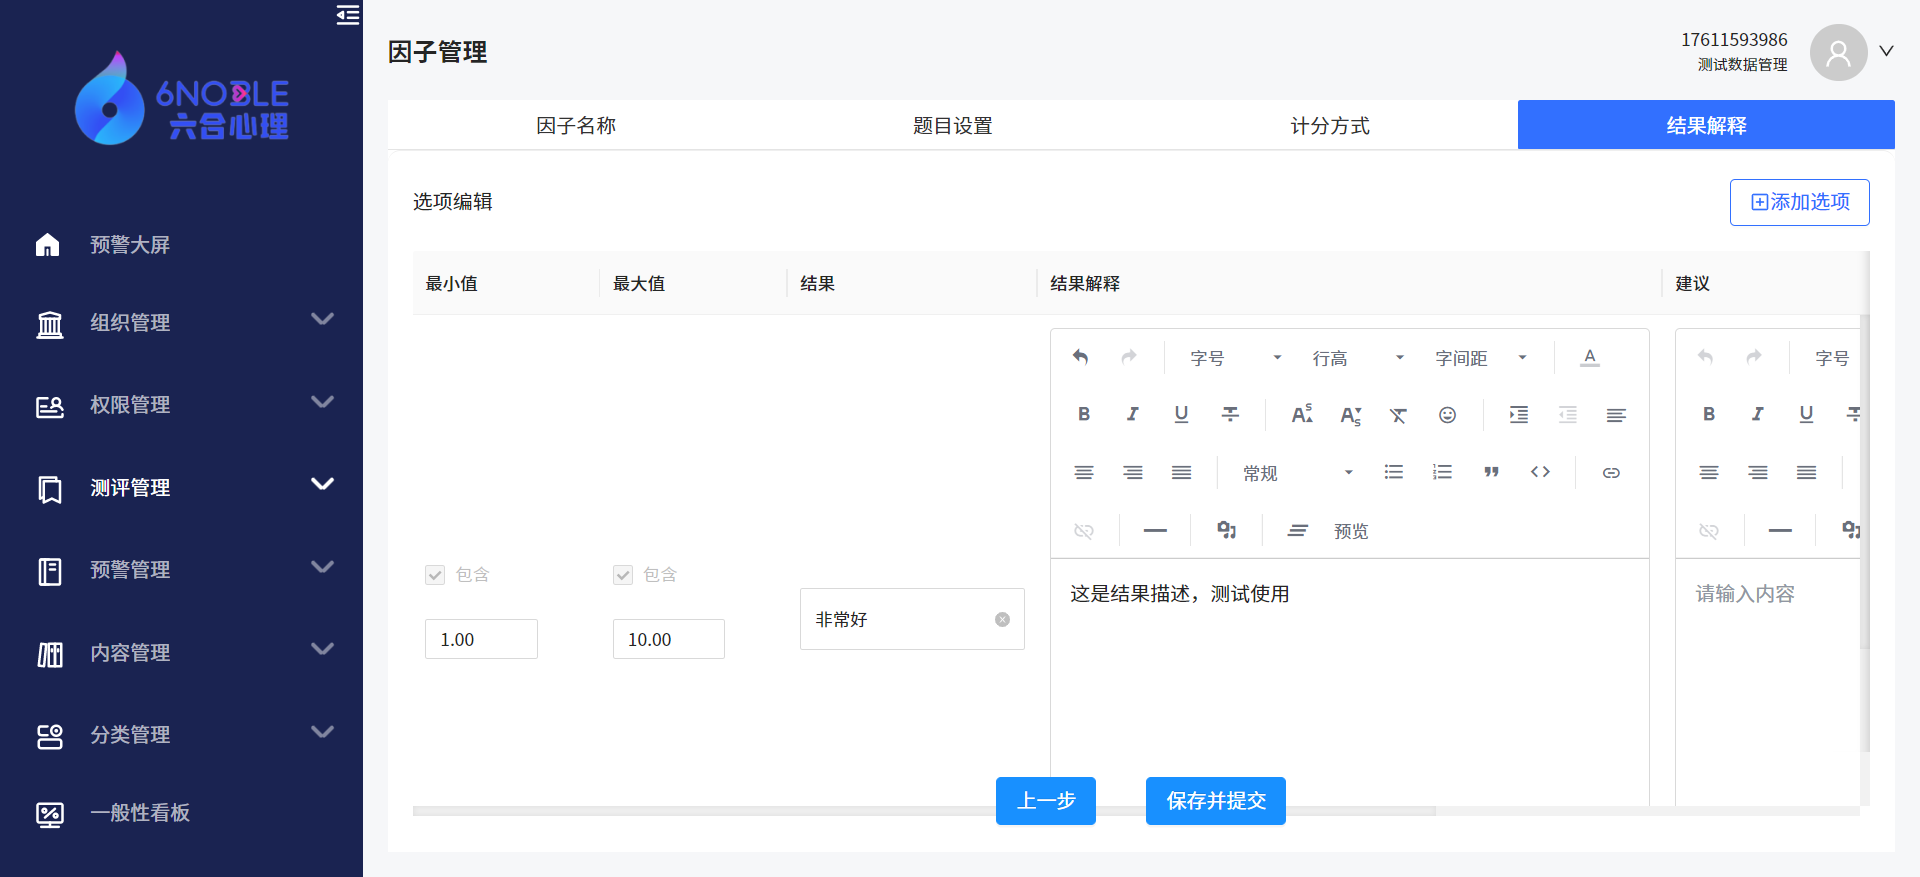 6NOBLE
六合心理
预警大屏
组织管理
权限管理
测评管理
预警管理
内容管理
分类管理
一般性看板
因子管理
17611593986
测试数据管理
因子名称
题目设置
计分方式
结果解释
选项编辑
添加选项
最小值
最大值
结果
结果解释
建议
字号
行高
字间距
A
字号
B
I
U
B
I
U
常规
预览
包含
包含
1.00
10.00
非常好
这是结果描述，测试使用
请输入内容
上一步
保存并提交